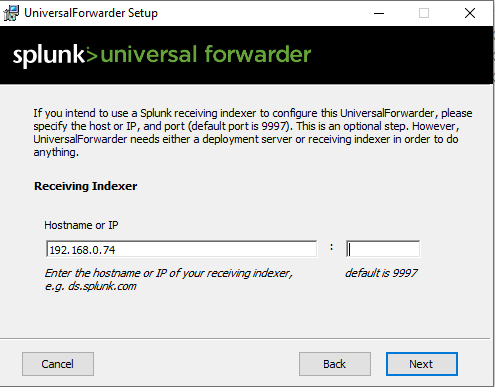 UniversalForwarder Setup
splunk>universal forwarder
If you intend to use a Splunk receiving indexer to configure this UniversalForwarder, please
specify the host or IP, and port (default port is 9997). This is an optional step. However,
UniversalForwarder needs either a deployment server or receiving indexer in order to do
anything.
Receiving Indexer
Hostname or IP
192.168.0.74 :
Enter the hostname or IP of your receiving indexer, default is 9997
e.g. ds.splunk.com
Cancel Back Next